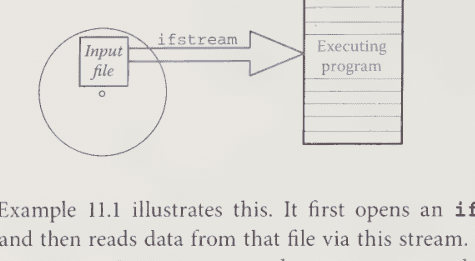 ifstream
Input
file
Executing
program
Example 11.1 illustrates this. It first opens an if
and then reads data from that file via this stream.